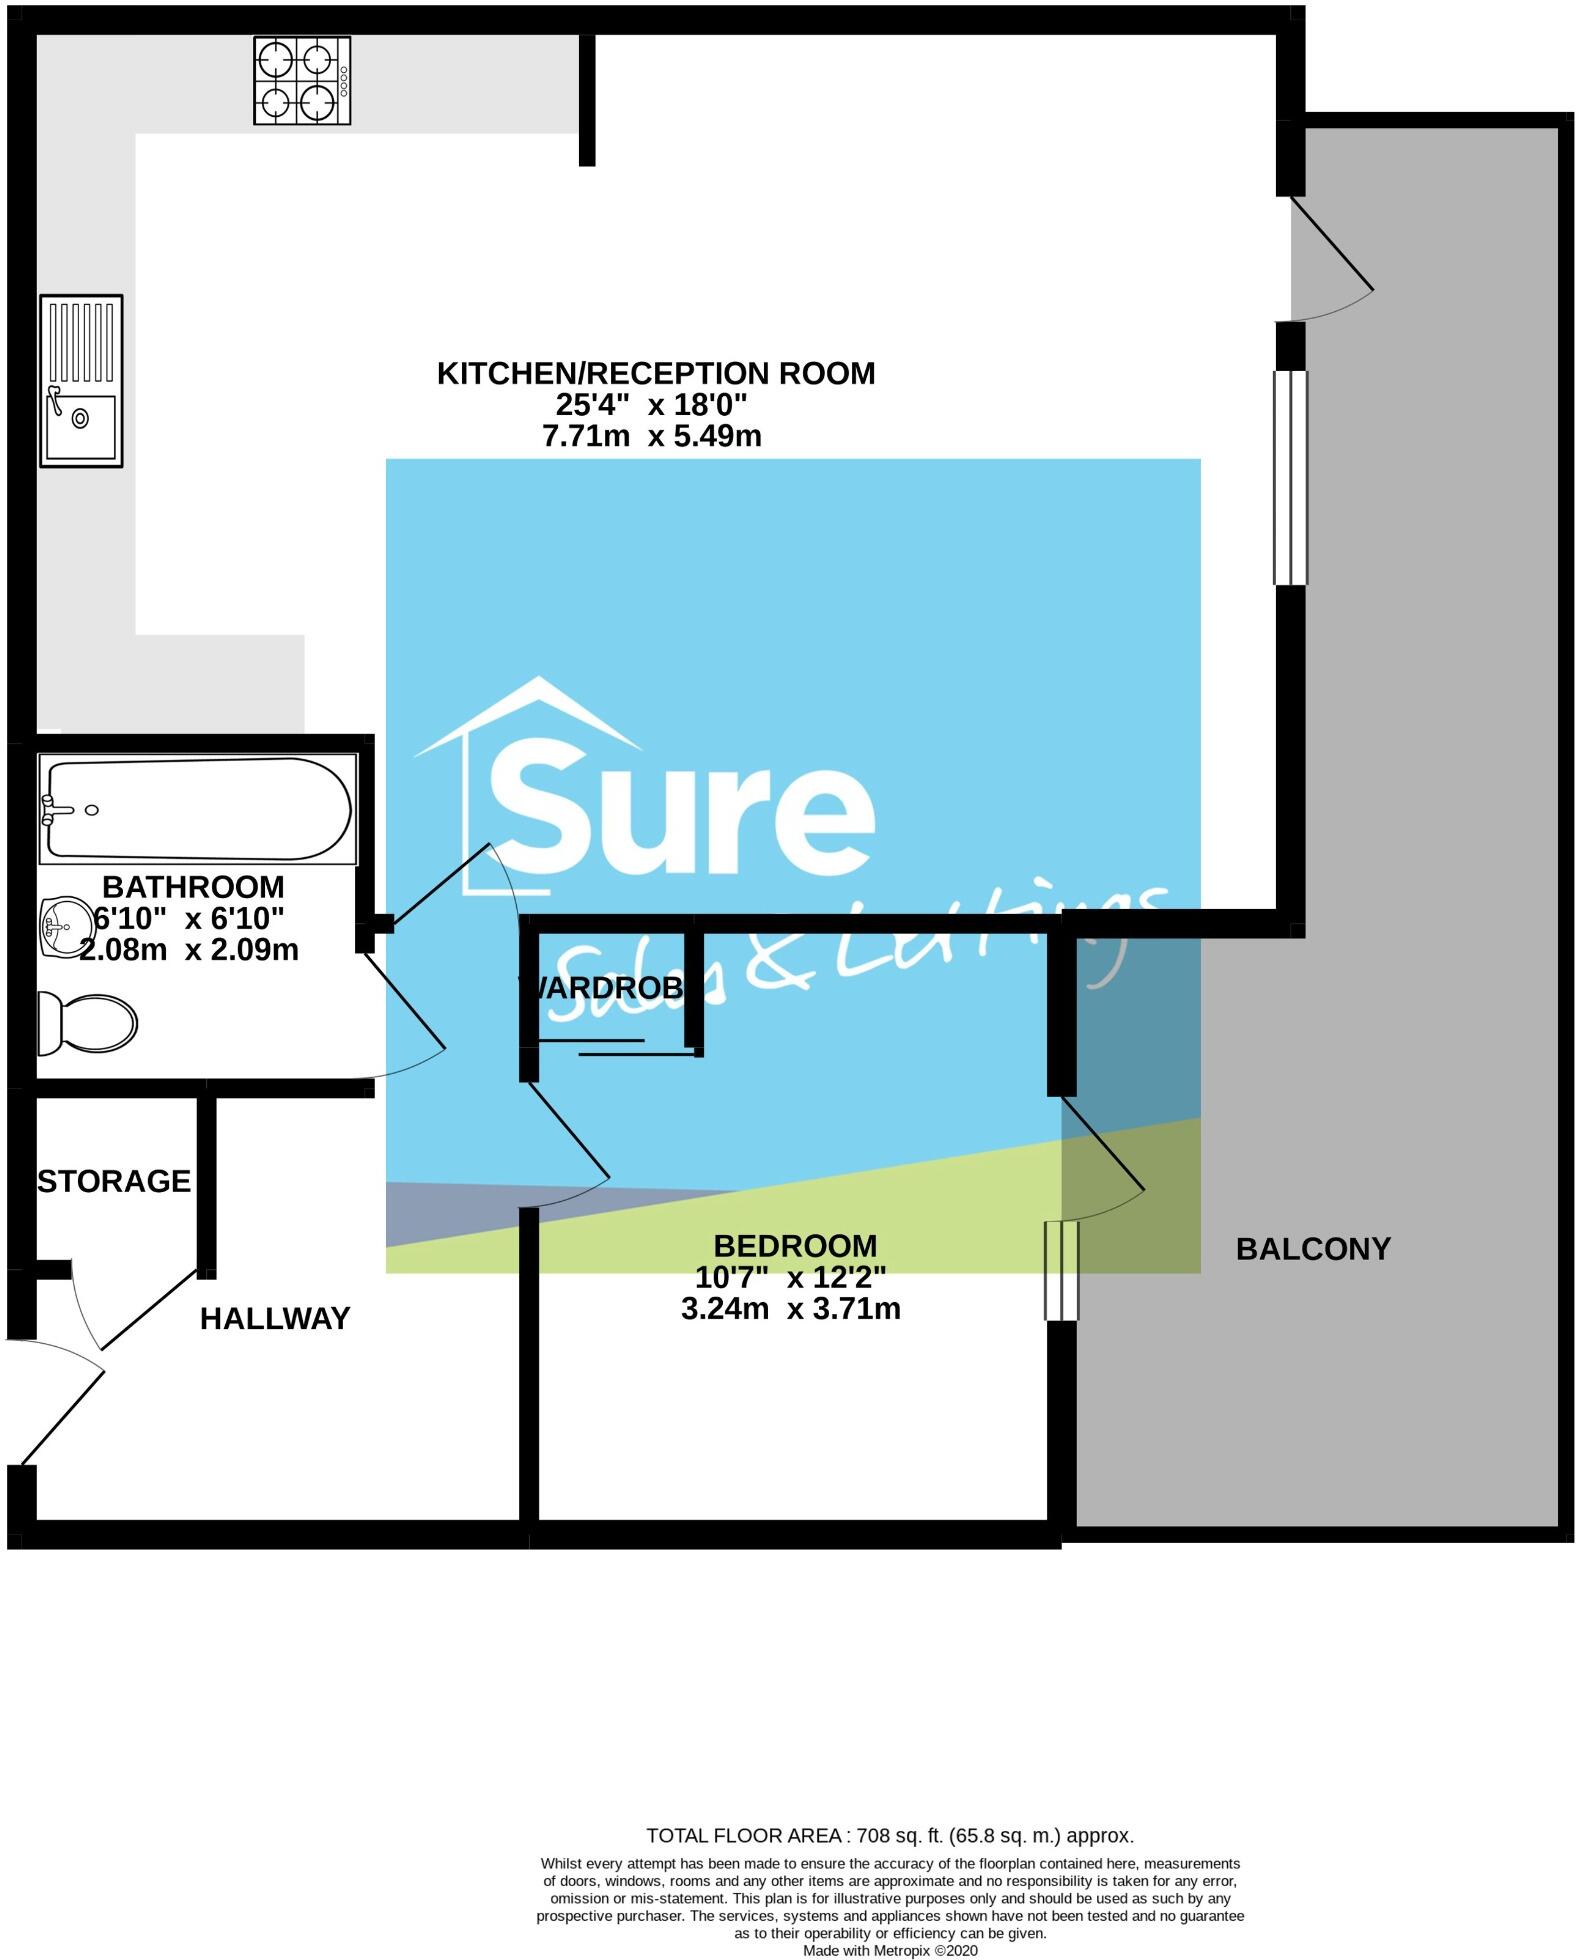 KITCHEN/RECEPTION ROOM
25'4" x 18'0"
7.71m x 5.49m
Sure
Sales & Lettings
BATHROOM
6'10" x 6'10"
2.08m x 2.09m
WARDROB
STORAGE
HALLWAY
BEDROOM
10'7" x 12'2"
3.24m x 3.71m
BALCONY
TOTAL FLOOR AREA : 708 sq. ft. (65.8 sq. m.) approx.
Whilst every attempt has been made to ensure the accuracy of the floorplan contained here, measurements
of doors, windows, rooms and any other items are approximate and no responsibility is taken for any error,
omission or mis-statement. This plan is for illustrative purposes only and should be used as such by any
prospective purchaser. The services, systems and appliances shown have not been tested and no guarantee
as to their operability or efficiency can be given.
Made with Metropix ©2020